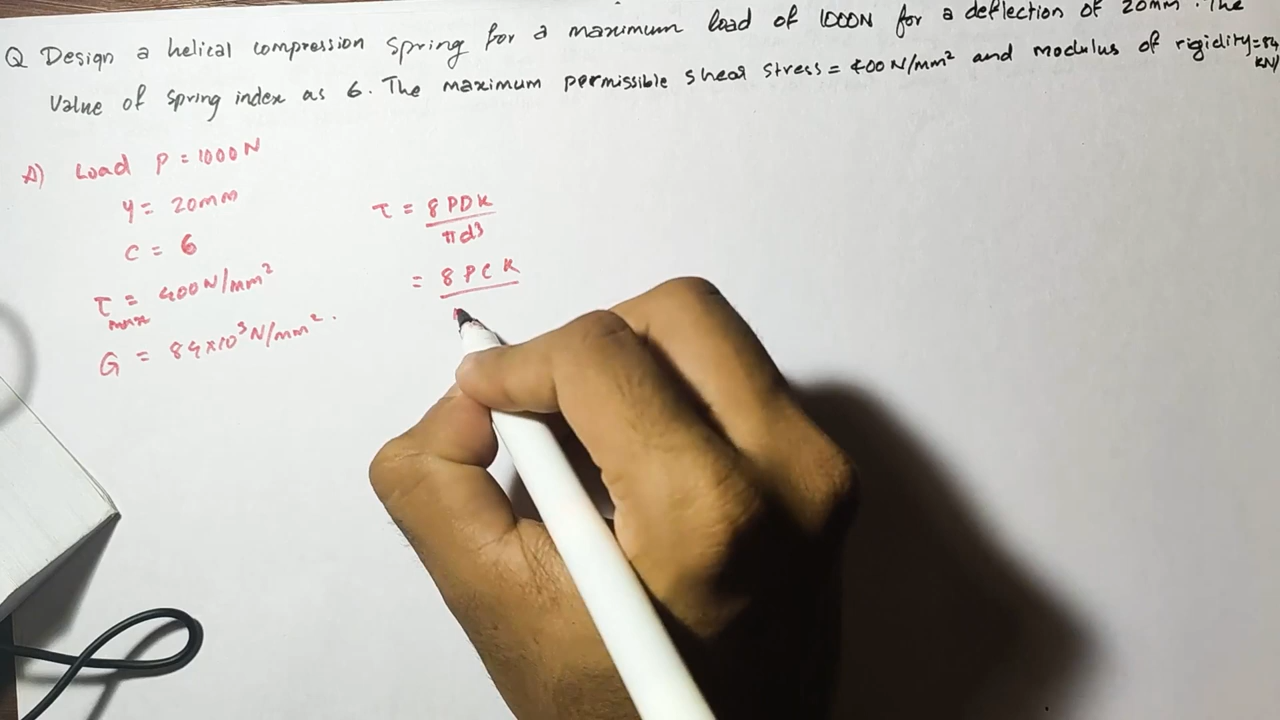 Q Design a helical compression spring for a maximum load of 1000N for a deflection of 20mm. The
Value of spring index as 6. The maximum permissible shear stress = 400 N/mm² and modulus of rigidity = 84
KN/
A) Load P = 1000 N
y = 20mm
C = 6
τmax = 400 N/mm²
G = 84×10³ N/mm².
τ = 8PDK / πd³
= 8PCK /